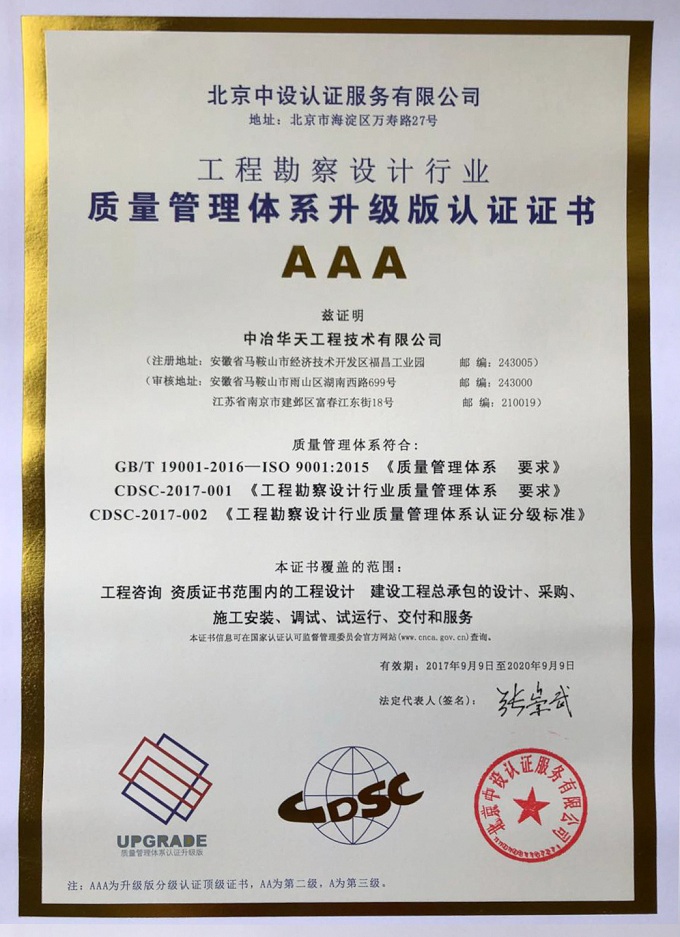 北京中设认证服务有限公司
地址：北京市海淀区万寿路27号
工程勘察设计行业
质量管理体系升级版认证证书
AAA
兹证明
中冶华天工程技术有限公司
（注册地址：安徽省马鞍山市经济技术开发区福昌工业园 邮 编：243005）
（审核地址：安徽省马鞍山市雨山区湖南西路699号 邮 编：243000
江苏省南京市建邺区富春江东街18号 邮 编：210019）
质量管理体系符合：
GB/T 19001-2016—ISO 9001:2015 《质量管理体系 要求》
CDSC-2017-001 《工程勘察设计行业质量管理体系 要求》
CDSC-2017-002 《工程勘察设计行业质量管理体系认证分级标准》
本证书覆盖的范围：
工程咨询 资质证书范围内的工程设计 建设工程总承包的设计、采购、
施工安装、调试、试运行、交付和服务
本证书信息可在国家认证认可监督管理委员会官方网站(www.cnca.gov.cn)查询。
有效期：2017年9月9日至2020年9月9日
法定代表人(签名)：张崇武
UPGRADE
质量管理体系认证升级版
CDSC
北京中设认证服务有限公司
注：AAA为升级版分级认证顶级证书，AA为第二级，A为第三级。